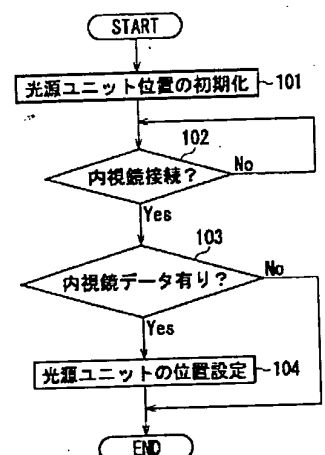 START
光源ユニット位置の初期化 101
102
内視鏡接続？ No
Yes
103
内視鏡データ有り？ No
Yes
光源ユニットの位置設定 104
END